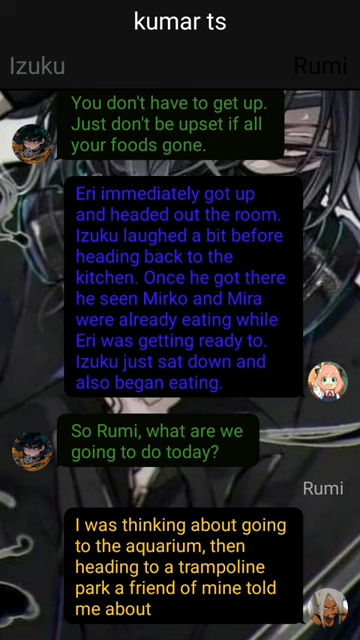 kumar ts
Izuku
Rumi
You don't have to get up.
Just don't be upset if all
your foods gone.
Eri immediately got up
and headed out the room.
Izuku laughed a bit before
heading back to the
kitchen. Once he got there
he seen Mirko and Mira
were already eating while
Eri was getting ready to.
Izuku just sat down and
also began eating.
So Rumi, what are we
going to do today?
Rumi
I was thinking about going
to the aquarium, then
heading to a trampoline
park a friend of mine told
me about